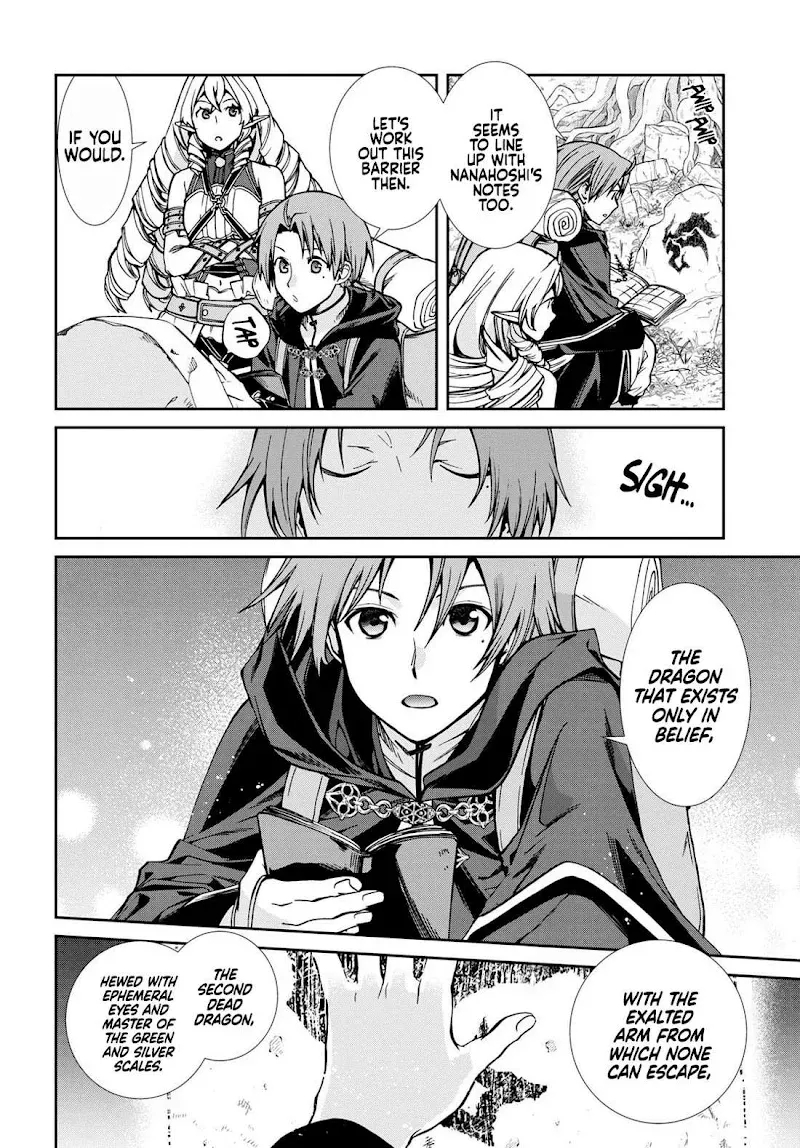 FWIP FWIP
IT
SEEMS
TO LINE
UP WITH
NANAHOSHI'S
NOTES
TOO.
LET'S
WORK
OUT THIS
BARRIER
THEN.
IF YOU
WOULD.
TAP
SIGH...
THE
DRAGON
THAT EXISTS
ONLY IN
BELIEF,
WITH THE
EXALTED
ARM FROM
WHICH NONE
CAN ESCAPE,
THE
SECOND
DEAD
DRAGON,
HEWED WITH
EPHEMERAL
EYES AND
MASTER OF
THE GREEN
AND SILVER
SCALES.